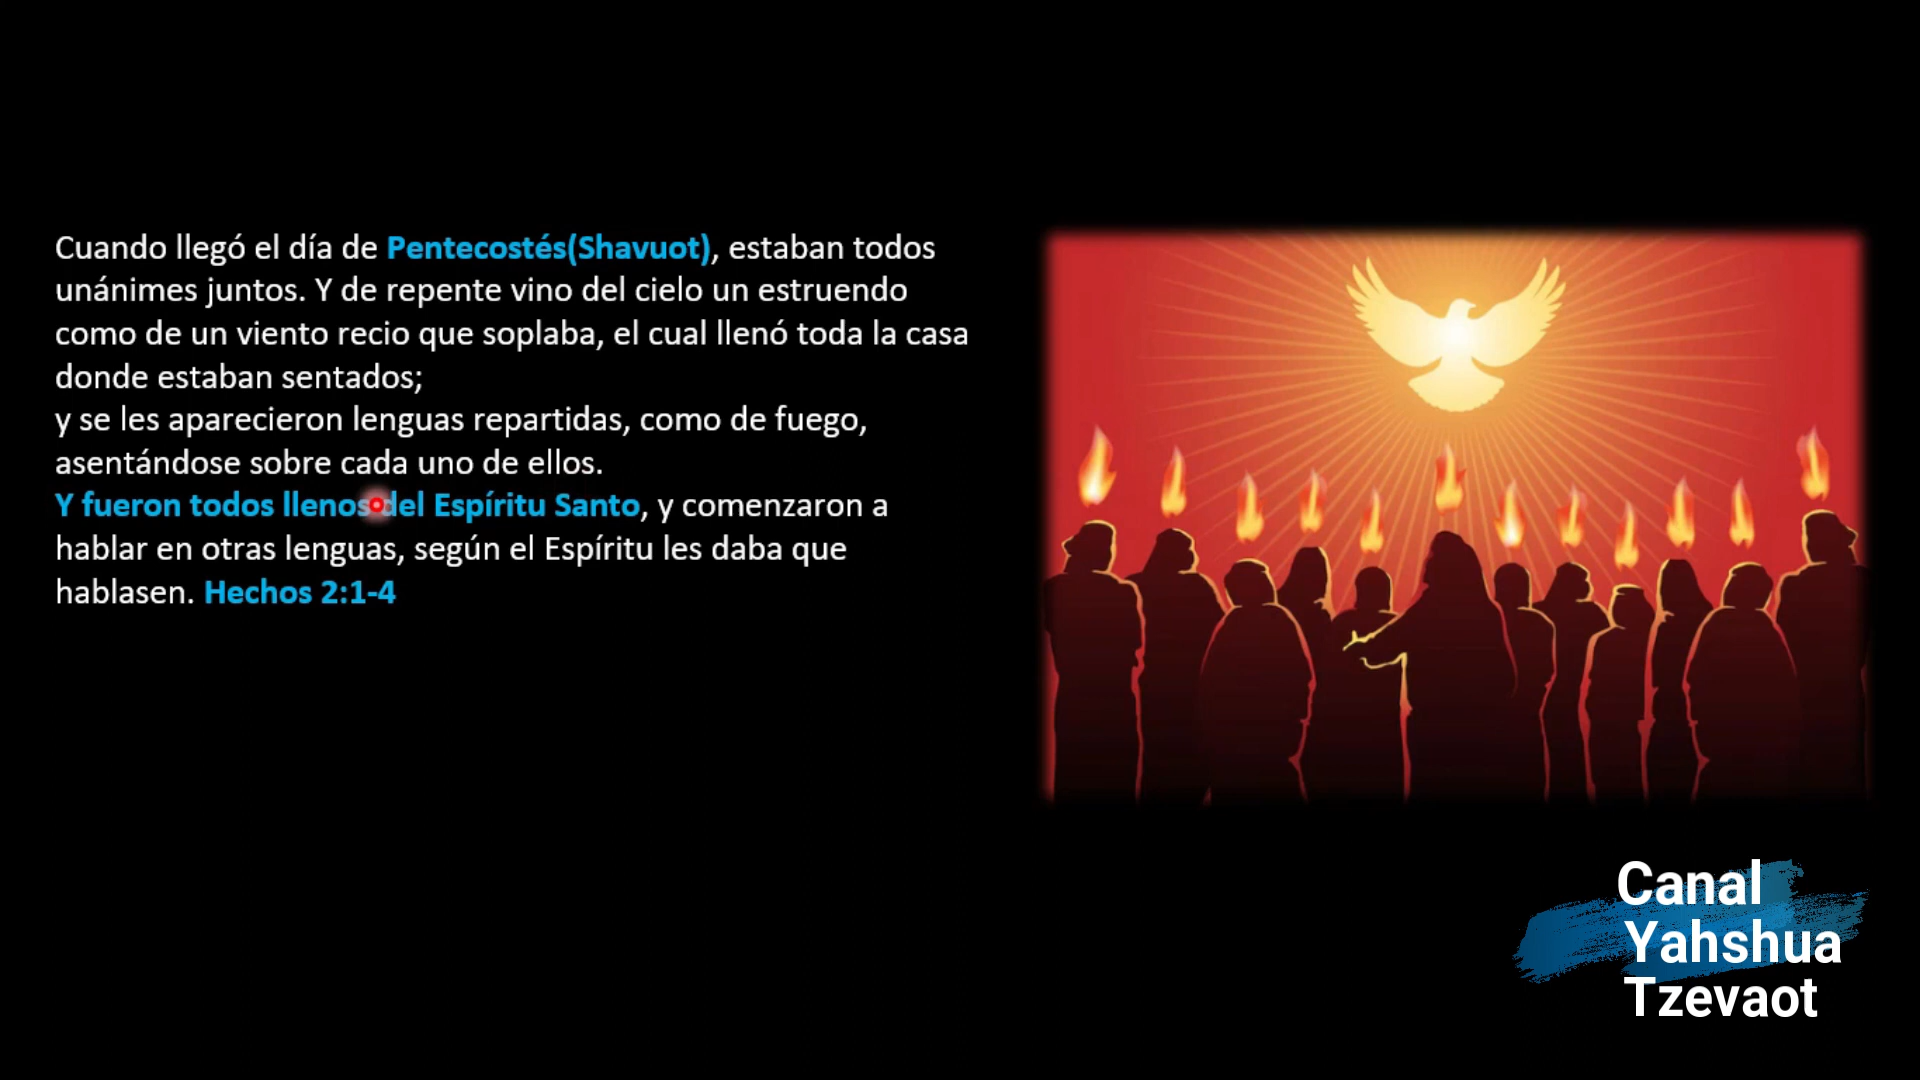 Cuando llegó el día de Pentecostés(Shavuot), estaban todos
unánimes juntos. Y de repente vino del cielo un estruendo
como de un viento recio que soplaba, el cual llenó toda la casa
donde estaban sentados;
y se les aparecieron lenguas repartidas, como de fuego,
asentándose sobre cada uno de ellos.
Y fueron todos llenos del Espíritu Santo, y comenzaron a
hablar en otras lenguas, según el Espíritu les daba que
hablasen. Hechos 2:1-4
Canal
Yahshua
Tzevaot